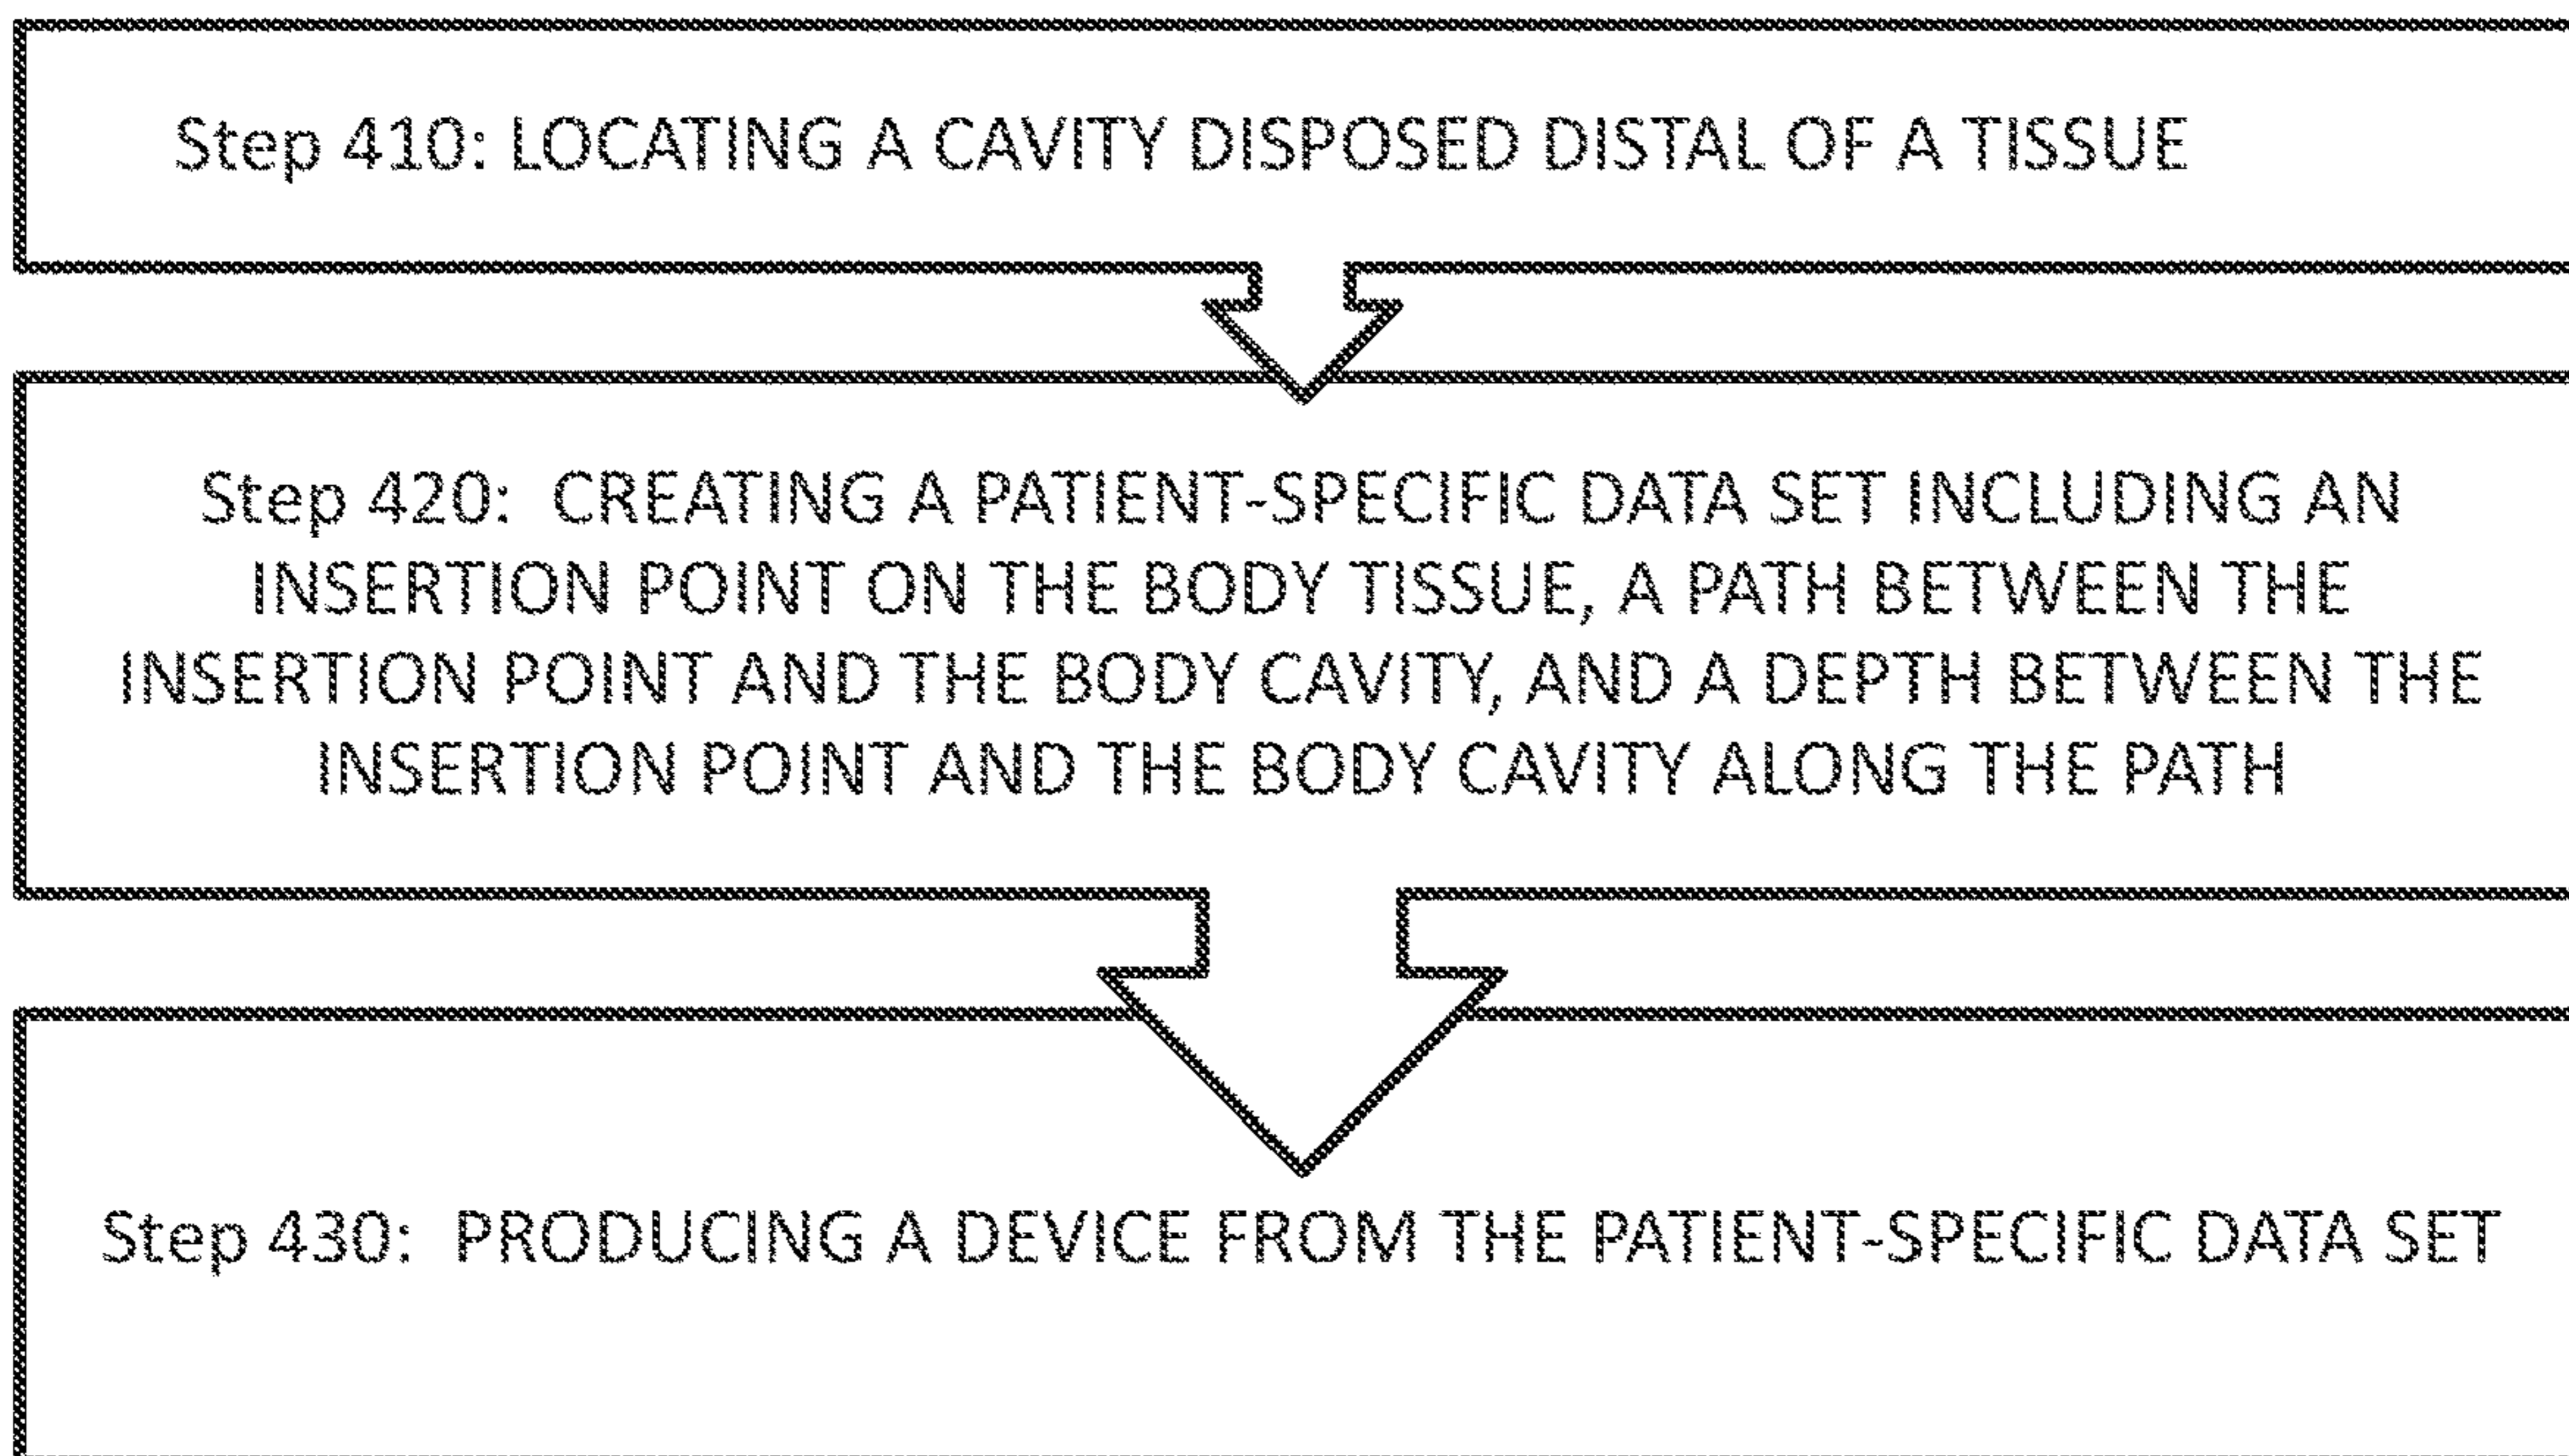 Step 410: LOCATING A CAVITY DISPOSED DISTAL OF A TISSUE
Step 420: CREATING A PATIENT-SPECIFIC DATA SET INCLUDING AN
INSERTION POINT ON THE BODY TISSUE, A PATH BETWEEN THE
INSERTION POINT AND THE BODY CAVITY, AND A DEPTH BETWEEN THE
INSERTION POINT AND THE BODY CAVITY ALONG THE PATH
Step 430: PRODUCING A DEVICE FROM THE PATIENT-SPECIFIC DATA SET